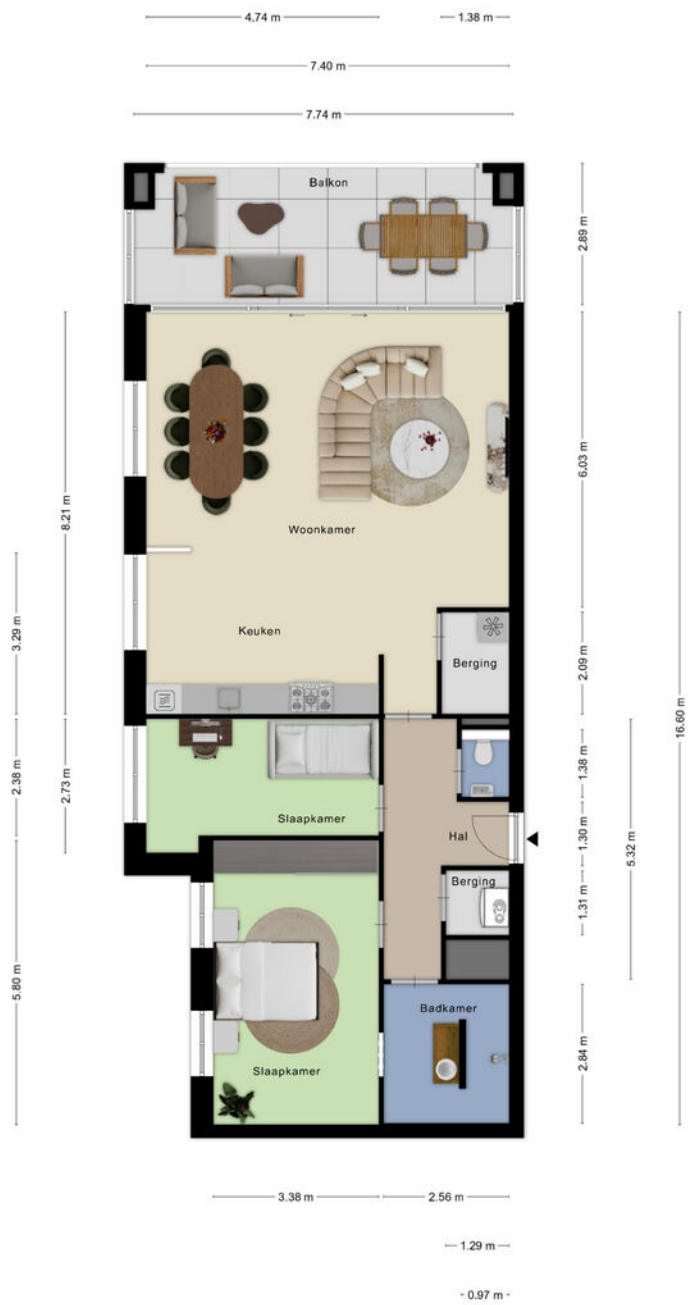 4.74 m
1.38 m
7.40 m
7.74 m
Balkon
2.89 m
8.21 m
6.03 m
16.60 m
Woonkamer
3.29 m
Keuken
Berging
2.09 m
2.38 m
2.73 m
1.38 m
Slaapkamer
Hal
1.30 m
5.32 m
Berging
1.31 m
5.80 m
Badkamer
2.84 m
Slaapkamer
3.38 m
2.56 m
1.29 m
0.97 m